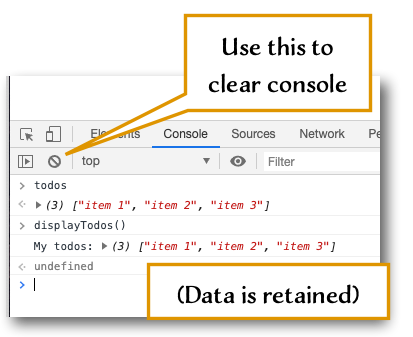 Use this to
clear console
Elements Console Sources Network Pe
top Filter
todos
(3) ["item 1", "item 2", "item 3"]
displayTodos()
My todos: (3) ["item 1", "item 2", "item 3"]
undefined
(Data is retained)